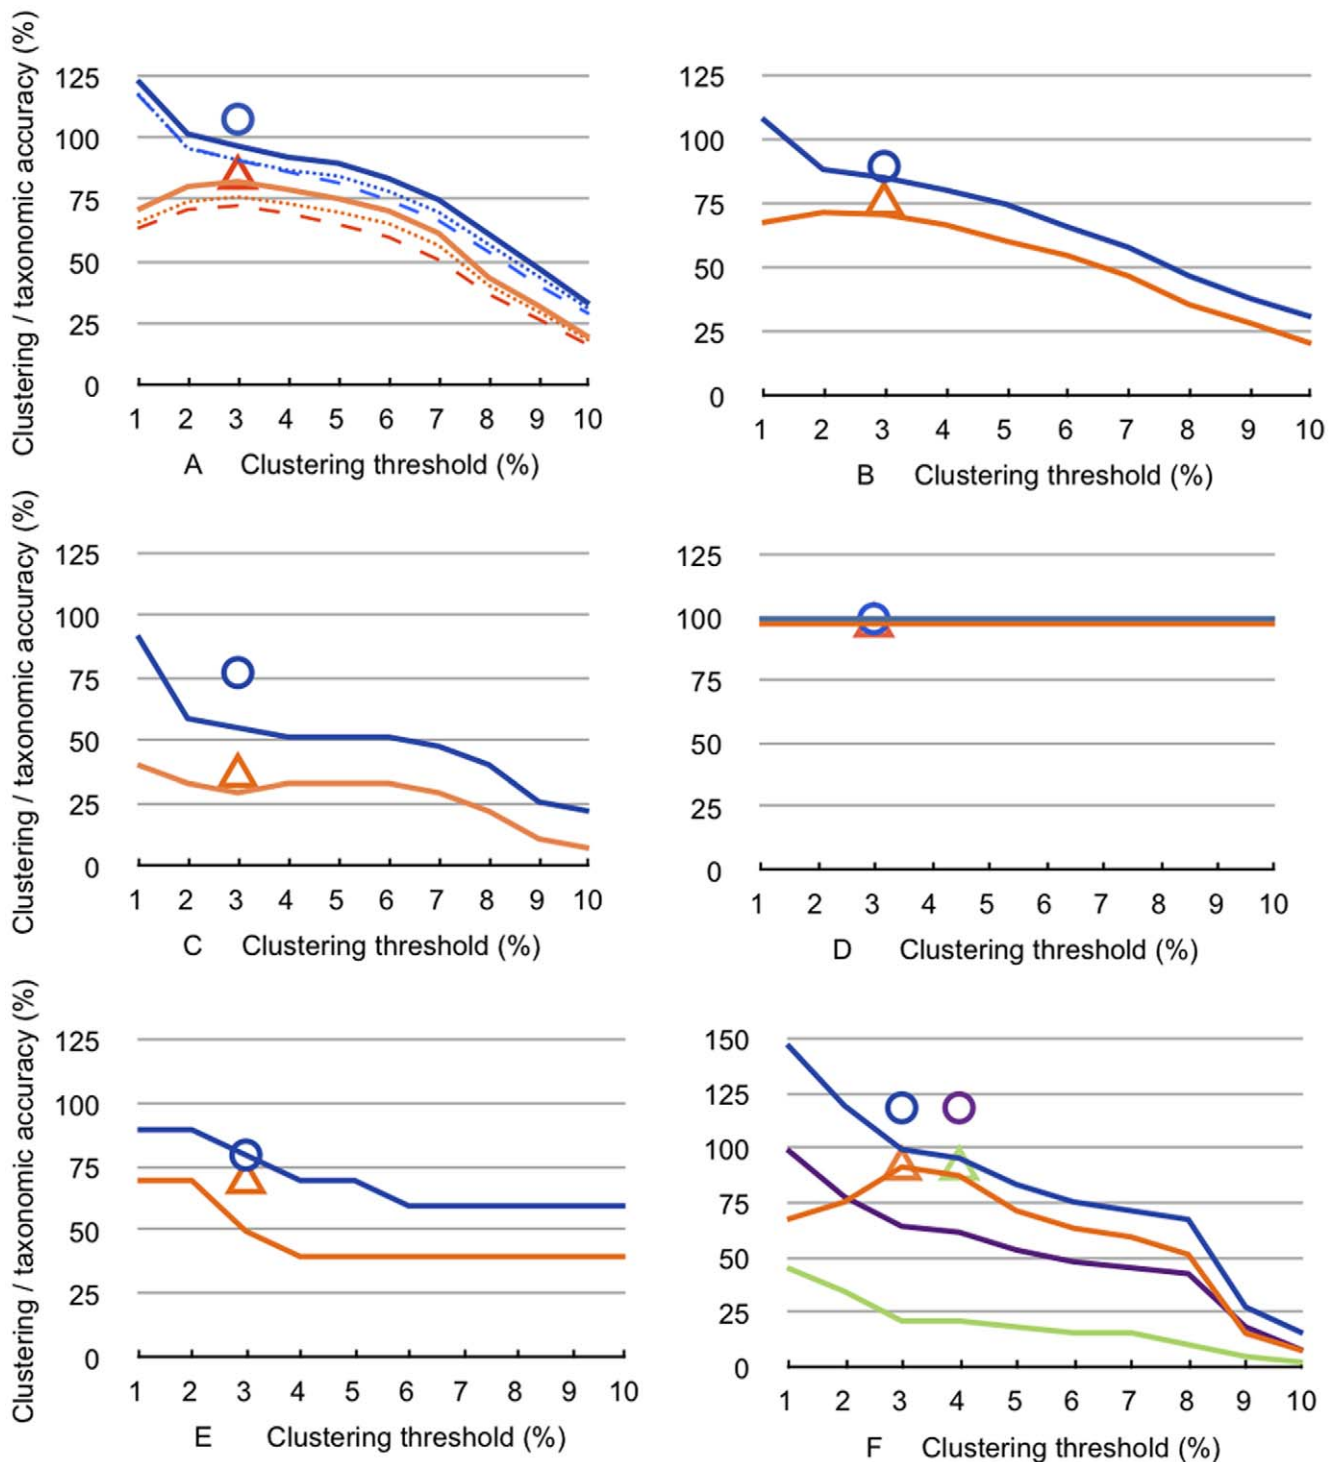 Clustering / taxonomic accuracy (%)
125
100
75
50
25
0
1 2 3 4 5 6 7 8 9 10
A Clustering threshold (%)
125
100
75
50
25
0
1 2 3 4 5 6 7 8 9 10
B Clustering threshold (%)
Clustering / taxonomic accuracy (%)
125
100
75
50
25
0
1 2 3 4 5 6 7 8 9 10
C Clustering threshold (%)
125
100
75
50
25
0
1 2 3 4 5 6 7 8 9 10
D Clustering threshold (%)
Clustering / taxonomic accuracy (%)
125
100
75
50
25
0
1 2 3 4 5 6 7 8 9 10
E Clustering threshold (%)
150
125
100
75
50
25
0
1 2 3 4 5 6 7 8 9 10
F Clustering threshold (%)